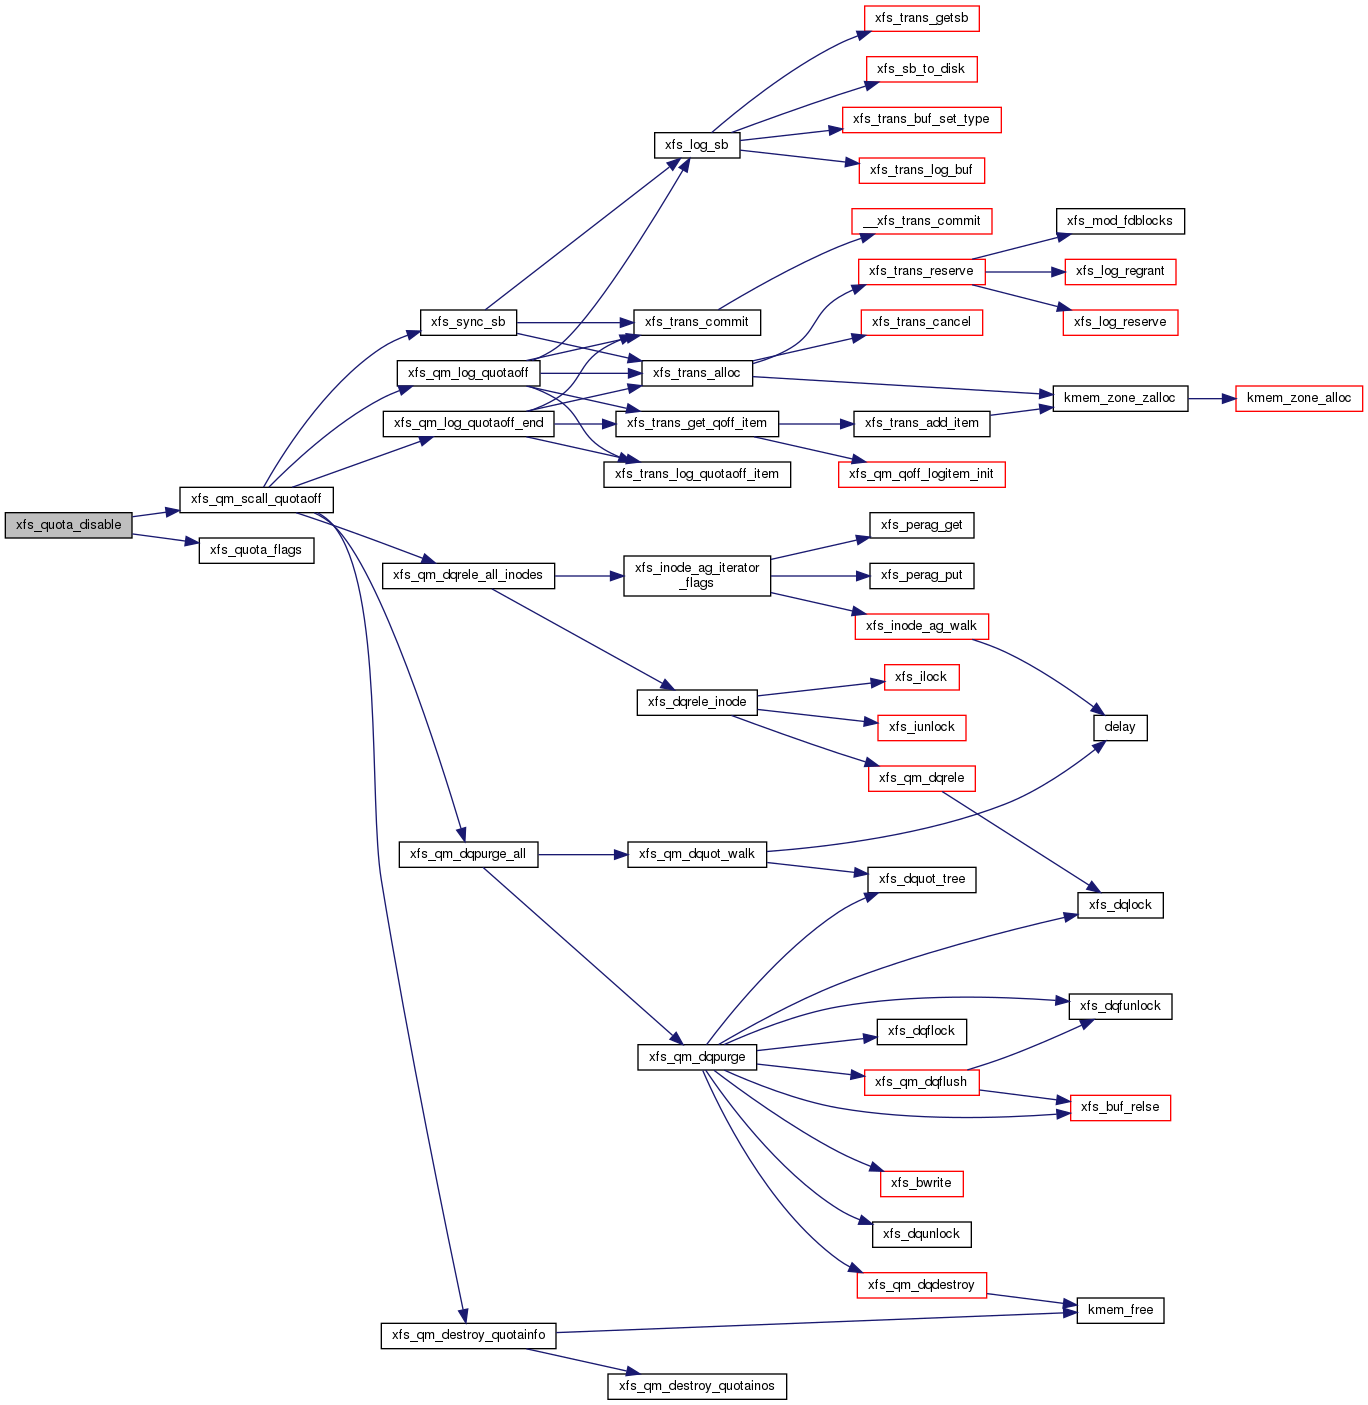 xfs_trans_getsb
xfs_sb_to_disk
xfs_trans_buf_set_type
xfs_log_sb
xfs_trans_log_buf
__xfs_trans_commit
xfs_mod_fdblocks
xfs_trans_reserve
xfs_log_regrant
xfs_sync_sb
xfs_trans_commit
xfs_trans_cancel
xfs_log_reserve
xfs_qm_log_quotaoff
xfs_trans_alloc
kmem_zone_zalloc
kmem_zone_alloc
xfs_qm_log_quotaoff_end
xfs_trans_get_qoff_item
xfs_trans_add_item
xfs_trans_log_quotaoff_item
xfs_qm_qoff_logitem_init
xfs_qm_scall_quotaoff
xfs_quota_disable
xfs_perag_get
xfs_quota_flags
xfs_qm_dqrele_all_inodes
xfs_inode_ag_iterator
_flags
xfs_perag_put
xfs_inode_ag_walk
xfs_ilock
xfs_dqrele_inode
xfs_iunlock
delay
xfs_qm_dqrele
xfs_qm_dqpurge_all
xfs_qm_dquot_walk
xfs_dquot_tree
xfs_dqlock
xfs_dqfunlock
xfs_dqflock
xfs_qm_dqpurge
xfs_qm_dqflush
xfs_buf_relse
xfs_bwrite
xfs_dqunlock
xfs_qm_dqdestroy
kmem_free
xfs_qm_destroy_quotainfo
xfs_qm_destroy_quotainos